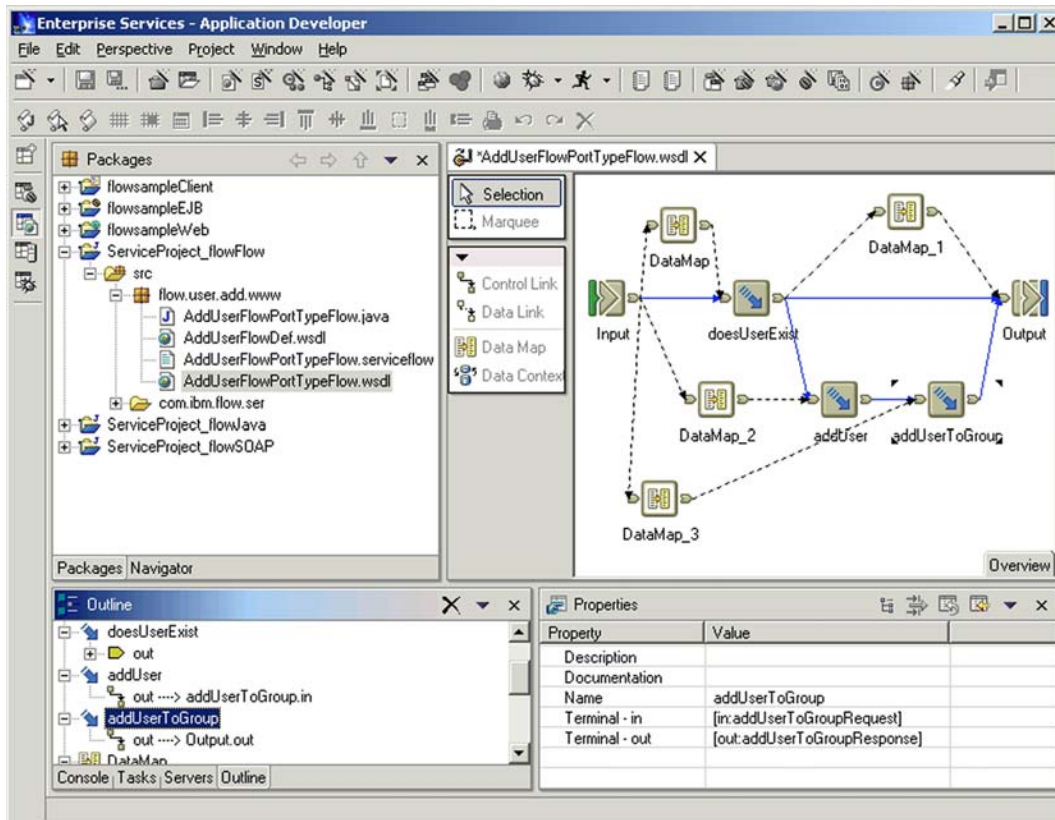 Enterprise Services - Application Developer
File Edit Perspective Project Window Help
Packages
flowsampleClient
flowsampleEJB
flowsampleWeb
ServiceProject_flowFlow
src
flow.user.add.www
AddUserFlowPortTypeFlow.java
AddUserFlowDef.wsdl
AddUserFlowPortTypeFlow.serviceflow
AddUserFlowPortTypeFlow.wsdl
com.ibm.flow.ser
ServiceProject_flowJava
ServiceProject_flowSOAP
Packages Navigator
*AddUserFlowPortTypeFlow.wsdl
Selection
Marquee
Control Link
Data Link
Data Map
Data Context
DataMap
DataMap_1
Input
doesUserExist
Output
DataMap_2
addUser
addUserToGroup
DataMap_3
Overview
Outline
doesUserExist
out
addUser
out ----> addUserToGroup.in
addUserToGroup
out ----> Output.out
DataMap
Console Tasks Servers Outline
Properties
Property Value
Description
Documentation
Name addUserToGroup
Terminal - in [in:addUserToGroupRequest]
Terminal - out [out:addUserToGroupResponse]